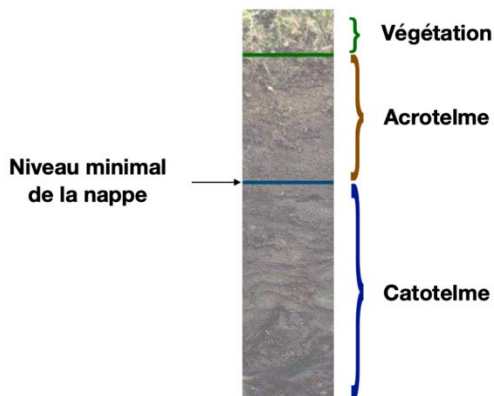 Végétation
Acrotelme
Niveau minimal
de la nappe
Catotelme